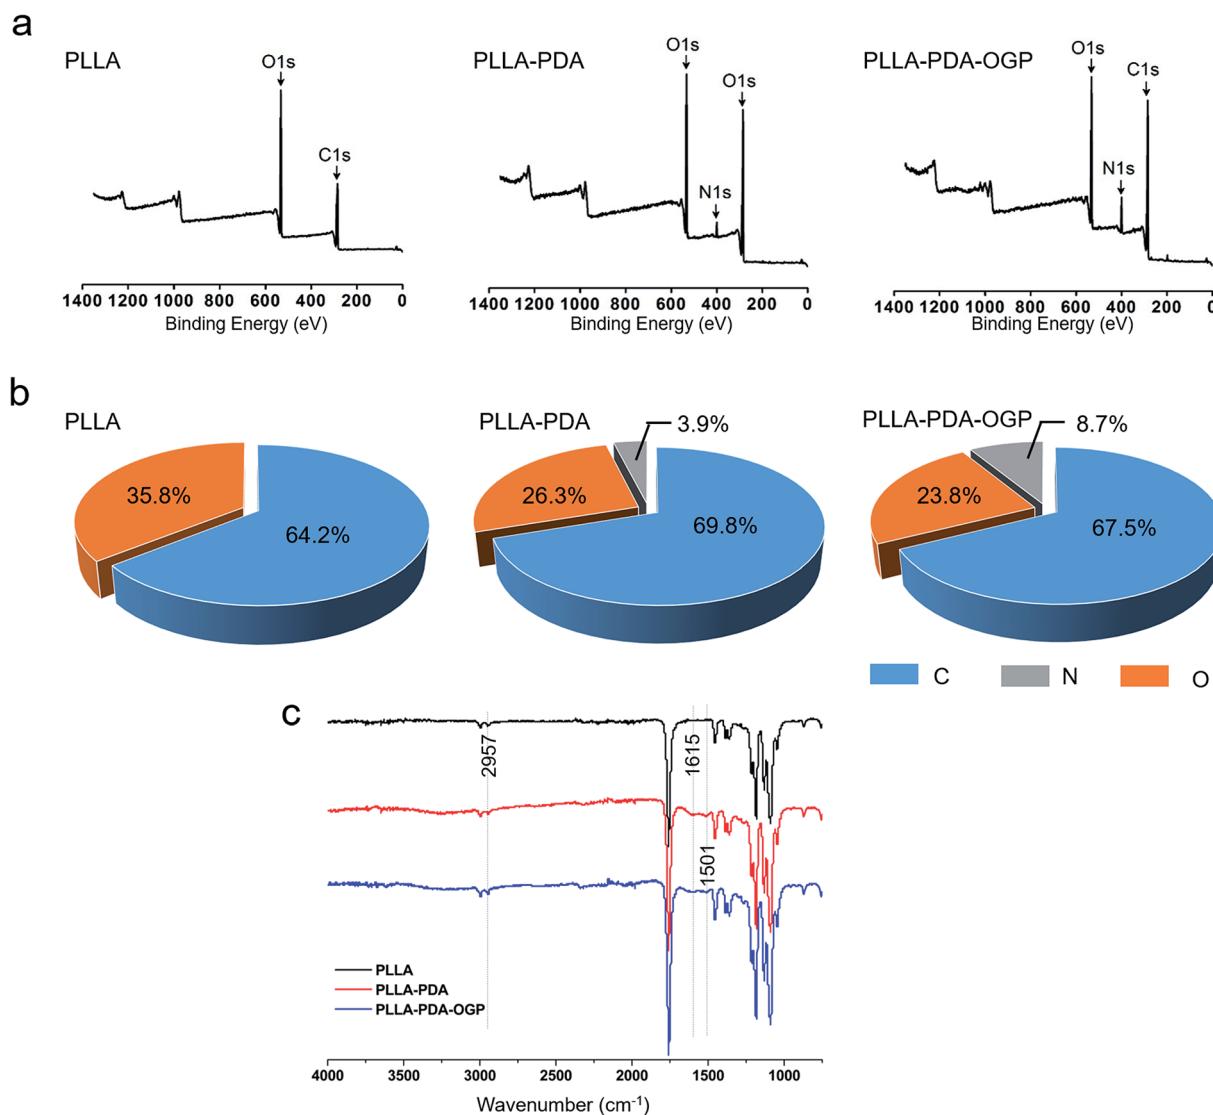 a
PLLA
O1s
C1s
1400 1200 1000 800 600 400 200 0
Binding Energy (eV)
PLLA-PDA
O1s
O1s
N1s
1400 1200 1000 800 600 400 200 0
Binding Energy (eV)
PLLA-PDA-OGP
O1s
C1s
N1s
1400 1200 1000 800 600 400 200 0
Binding Energy (eV)
b
PLLA
35.8%
64.2%
PLLA-PDA
3.9%
26.3%
69.8%
PLLA-PDA-OGP
8.7%
23.8%
67.5%
C N O
c
2957
1615
1501
PLLA
PLLA-PDA
PLLA-PDA-OGP
4000 3500 3000 2500 2000 1500 1000
Wavenumber (cm⁻¹)